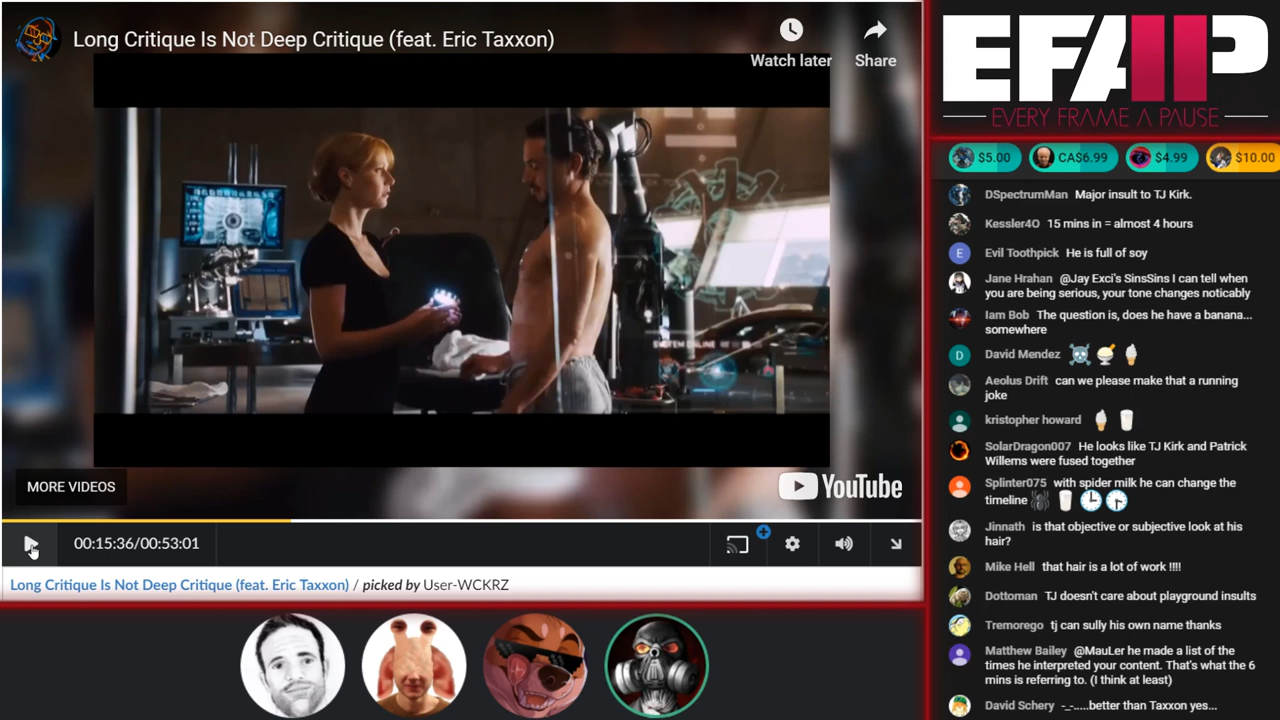 Long Critique Is Not Deep Critique (feat. Eric Taxxon)
Watch later
Share
SYSTEM ONLINE
MORE VIDEOS
YouTube
00:15:36/00:53:01
Long Critique Is Not Deep Critique (feat. Eric Taxxon) / picked by User-WCKRZ
EFAP
EVERY FRAME A PAUSE
$5.00
CA$6.99
$4.99
$10.00
DSpectrumMan Major insult to TJ Kirk.
Kessler4O 15 mins in = almost 4 hours
E
Evil Toothpick He is full of soy
Jane Hrahan @Jay Exci's SinsSins I can tell when
you are being serious, your tone changes noticably
Iam Bob The question is, does he have a banana...
somewhere
D
David Mendez ☠️🍨🍦
Aeolus Drift can we please make that a running
joke
kristopher howard 🍦🥛
SolarDragon007 He looks like TJ Kirk and Patrick
Willems were fused together
Splinter075 with spider milk he can change the
timeline 🕷️🥛🕒🕞
Jinnath is that objective or subjective look at his
hair?
Mike Hell that hair is a lot of work !!!!
Dottoman TJ doesn't care about playground insults
Tremorego tj can sully his own name thanks
Matthew Bailey @MauLer he made a list of the
times he interpreted your content. That's what the 6
mins is referring to. (I think at least)
David Schery -_-.....better than Taxxon yes...